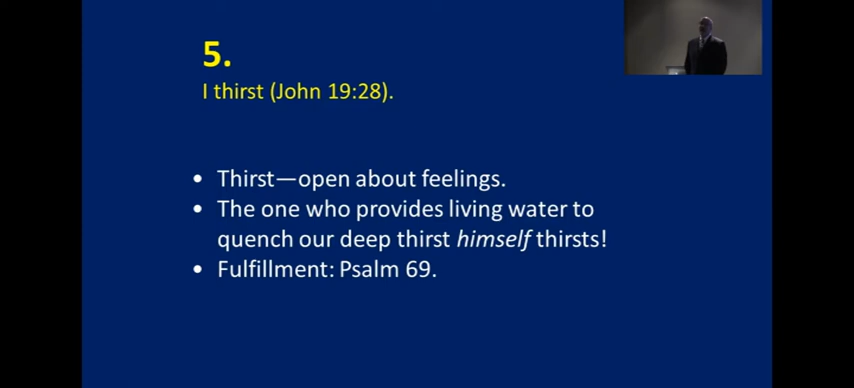 5.
I thirst (John 19:28).
• Thirst—open about feelings.
• The one who provides living water to
quench our deep thirst himself thirsts!
• Fulfillment: Psalm 69.